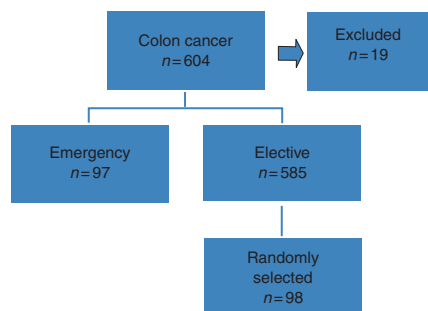 Colon cancer
n=604
Excluded
n=19
Emergency
n=97
Elective
n=585
Randomly
selected
n=98